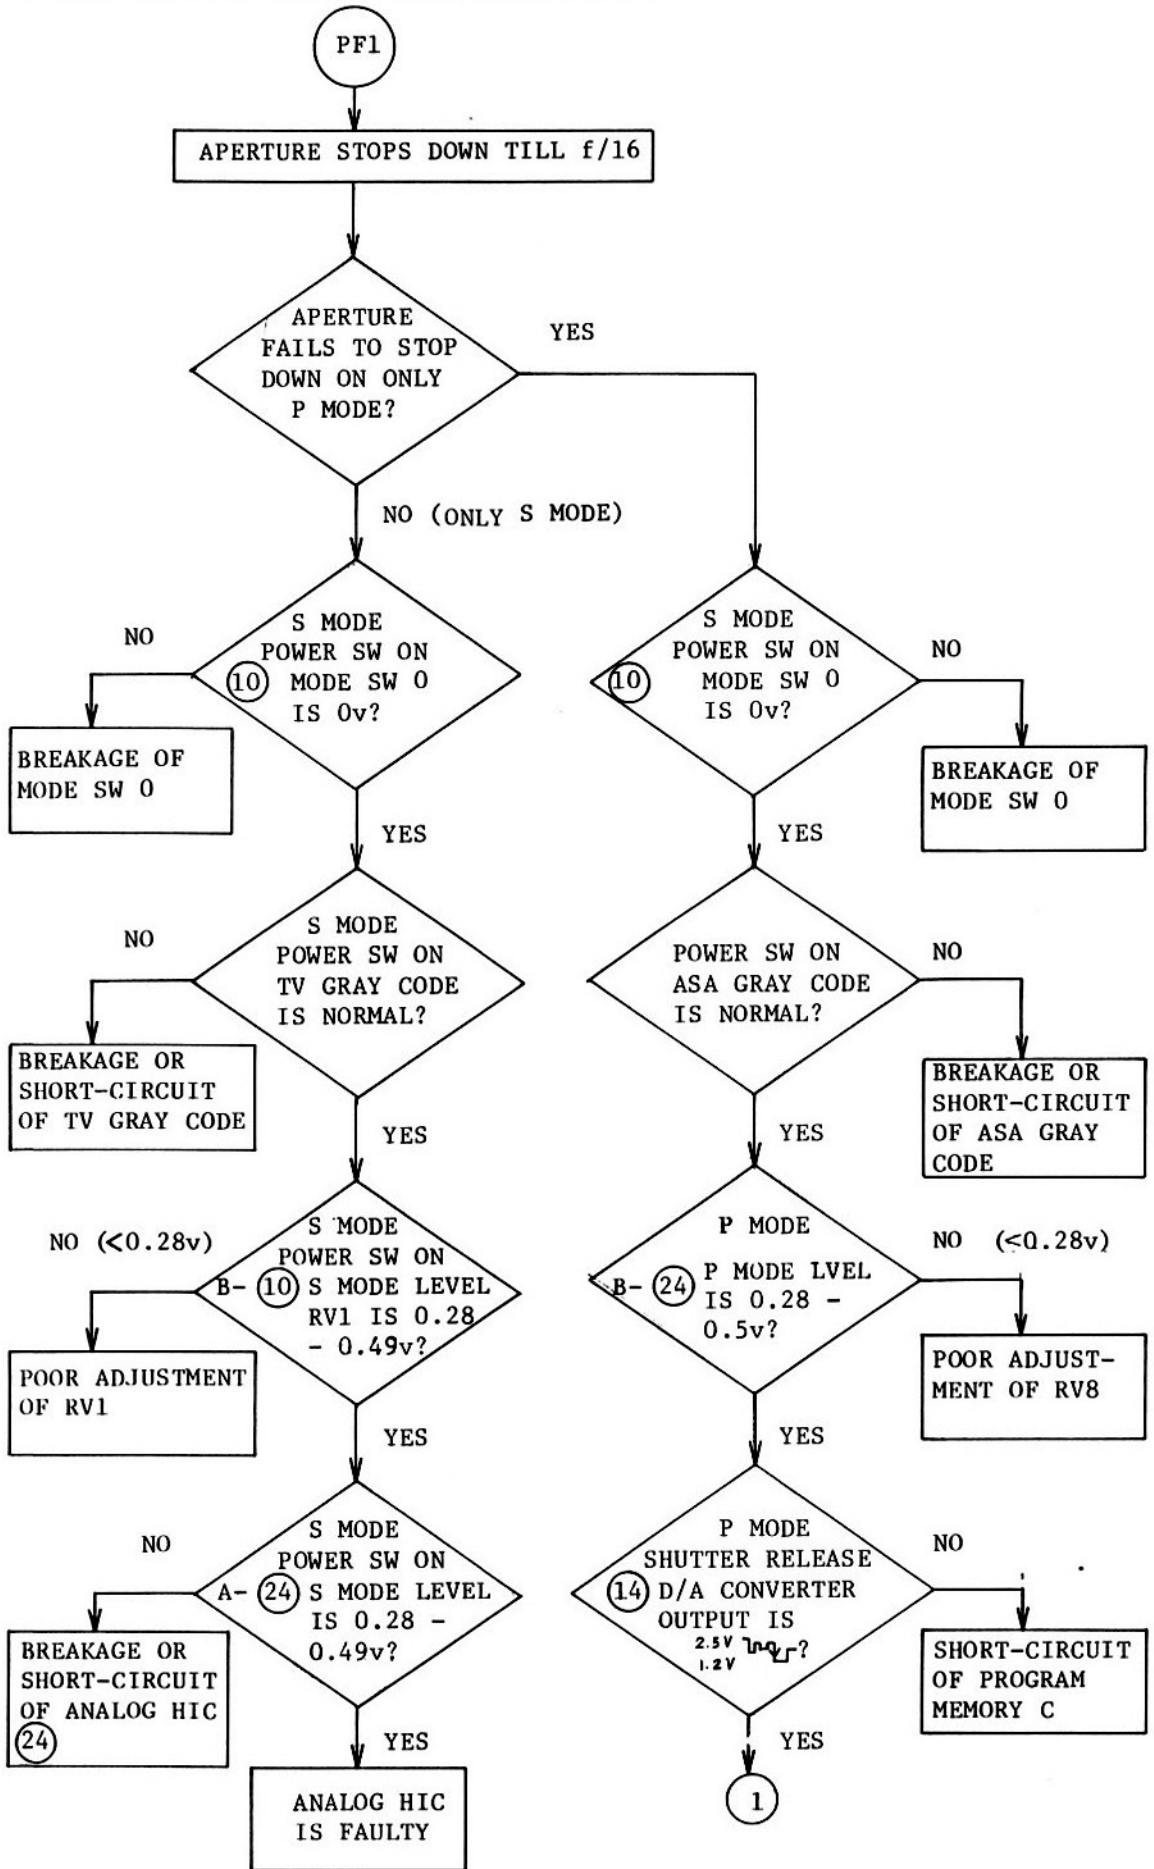 PF1
APERTURE STOPS DOWN TILL f/16
APERTURE
FAILS TO STOP
DOWN ON ONLY
P MODE?
YES
NO (ONLY S MODE)
S MODE
POWER SW ON
10 MODE SW 0
IS 0v?
NO
BREAKAGE OF
MODE SW 0
YES
S MODE
POWER SW ON
TV GRAY CODE
IS NORMAL?
NO
BREAKAGE OR
SHORT-CIRCUIT
OF TV GRAY CODE
YES
S MODE
POWER SW ON
B- 10 S MODE LEVEL
RV1 IS 0.28
- 0.49v?
NO (<0.28v)
POOR ADJUSTMENT
OF RV1
YES
S MODE
POWER SW ON
A- 24 S MODE LEVEL
IS 0.28 -
0.49v?
NO
BREAKAGE OR
SHORT-CIRCUIT
OF ANALOG HIC
24
YES
ANALOG HIC
IS FAULTY
S MODE
POWER SW ON
10 MODE SW 0
IS 0v?
NO
BREAKAGE OF
MODE SW 0
YES
POWER SW ON
ASA GRAY CODE
IS NORMAL?
NO
BREAKAGE OR
SHORT-CIRCUIT
OF ASA GRAY
CODE
YES
P MODE
B- 24 P MODE LVEL
IS 0.28 -
0.5v?
NO (<0.28v)
POOR ADJUST-
MENT OF RV8
YES
P MODE
SHUTTER RELEASE
14 D/A CONVERTER
OUTPUT IS
2.5V
1.2V ?
NO
SHORT-CIRCUIT
OF PROGRAM
MEMORY C
YES
1